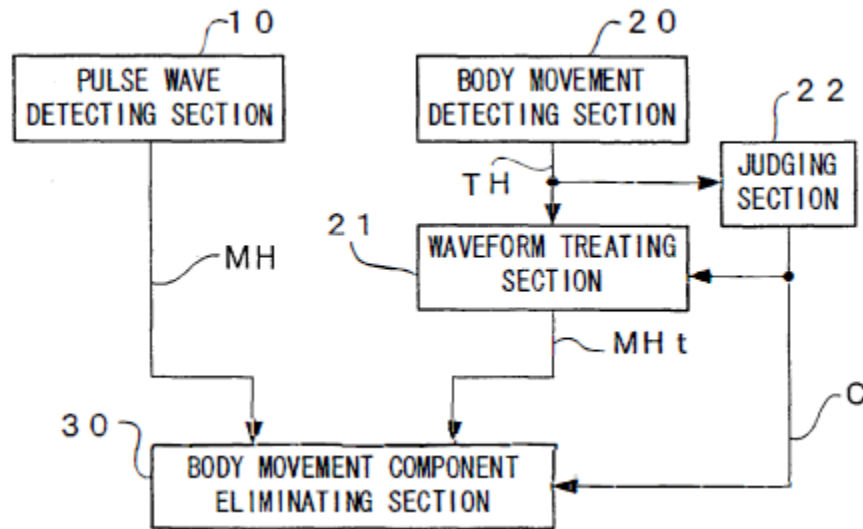 10
20
22
PULSE WAVE
DETECTING SECTION
BODY MOVEMENT
DETECTING SECTION
JUDGING
SECTION
TH
21
WAVEFORM TREATING
SECTION
MH
MHt
C
30
BODY MOVEMENT COMPONENT
ELIMINATING SECTION